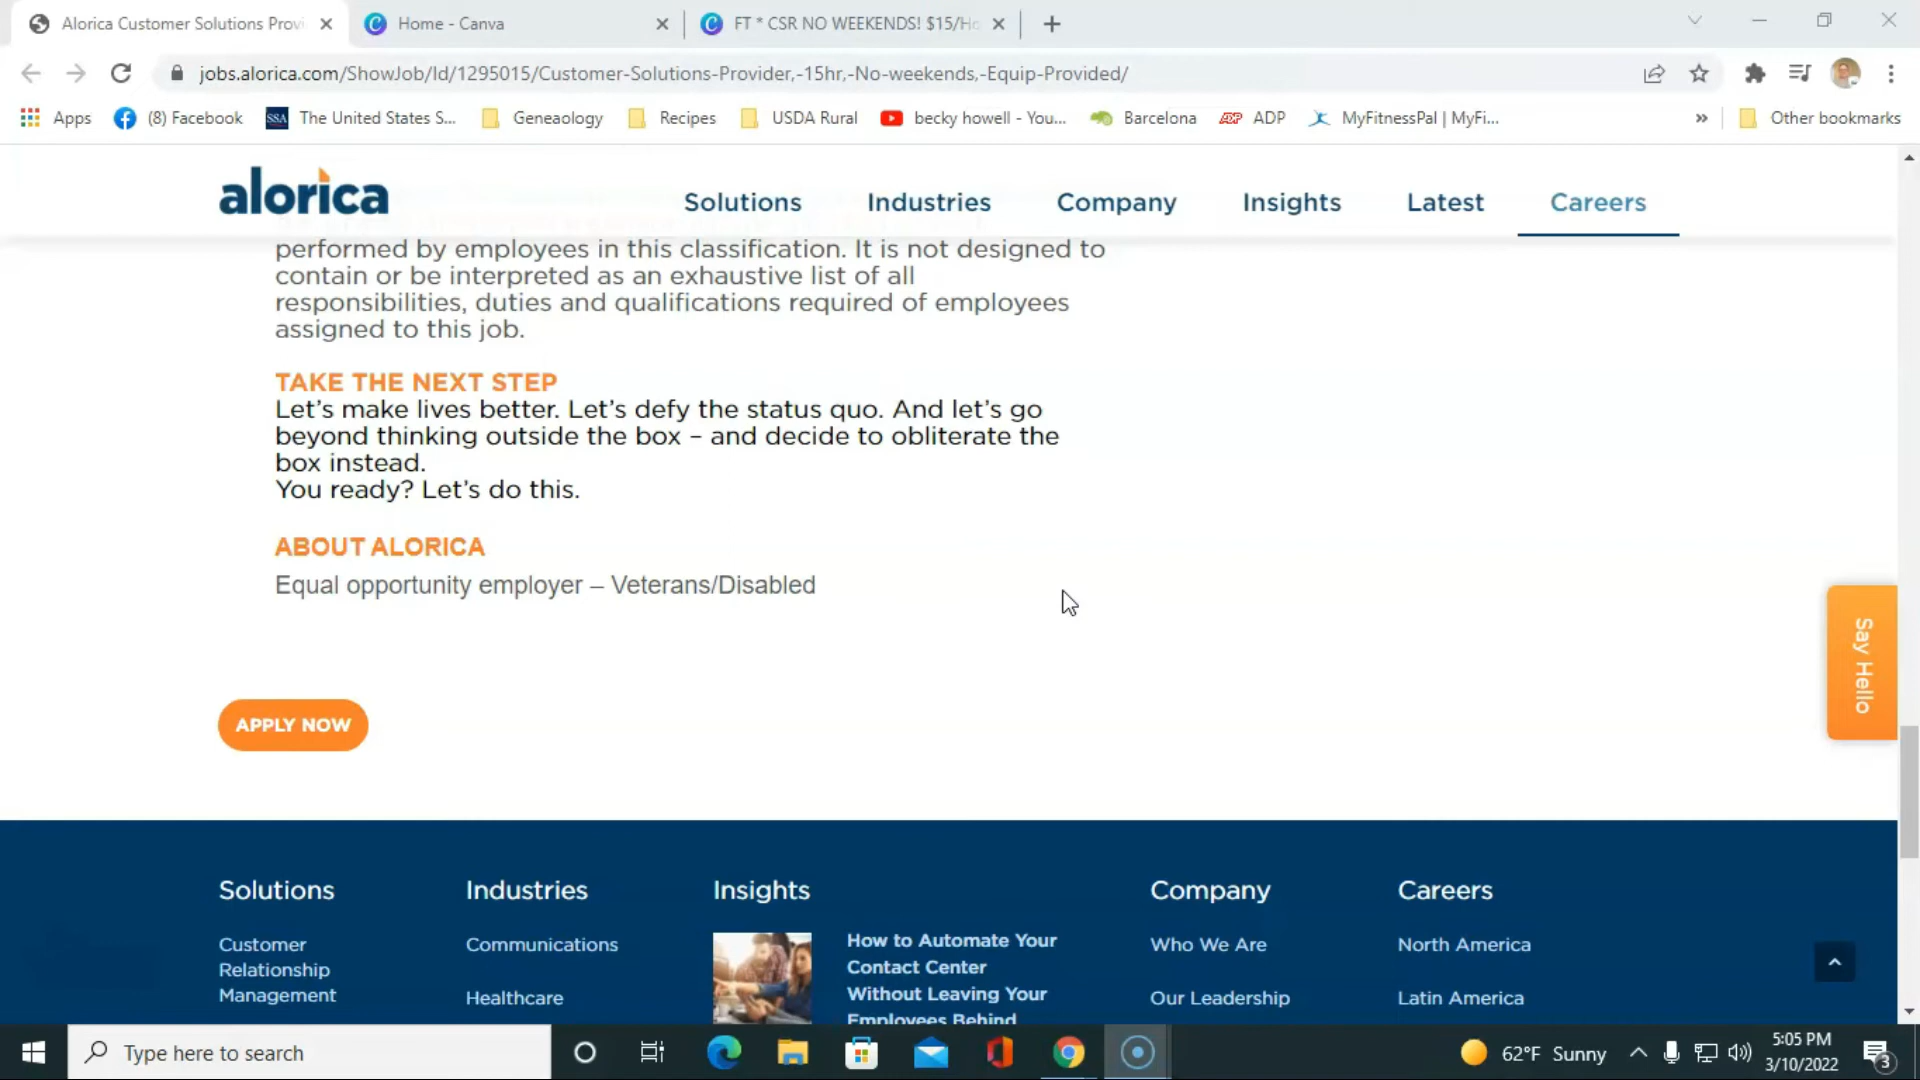 Alorica Customer Solutions Provi
Home - Canva
FT * CSR NO WEEKENDS! $15/Ho
jobs.alorica.com/ShowJob/Id/1295015/Customer-Solutions-Provider,-15hr,-No-weekends,-Equip-Provided/
Apps
(8) Facebook
SSA
The United States S...
Geneaology
Recipes
USDA Rural
becky howell - You...
Barcelona
ADP
ADP
MyFitnessPal | MyFi...
»
Other bookmarks
alorica
Solutions
Industries
Company
Insights
Latest
Careers
performed by employees in this classification. It is not designed to
contain or be interpreted as an exhaustive list of all
responsibilities, duties and qualifications required of employees
assigned to this job.
TAKE THE NEXT STEP
Let's make lives better. Let's defy the status quo. And let's go
beyond thinking outside the box – and decide to obliterate the
box instead.
You ready? Let's do this.
ABOUT ALORICA
Equal opportunity employer – Veterans/Disabled
Say Hello
APPLY NOW
Solutions
Customer
Relationship
Management
Industries
Communications
Healthcare
Insights
How to Automate Your
Contact Center
Without Leaving Your
Employees Behind
Company
Who We Are
Our Leadership
Careers
North America
Latin America
Type here to search
62°F Sunny
5:05 PM
3/10/2022
3